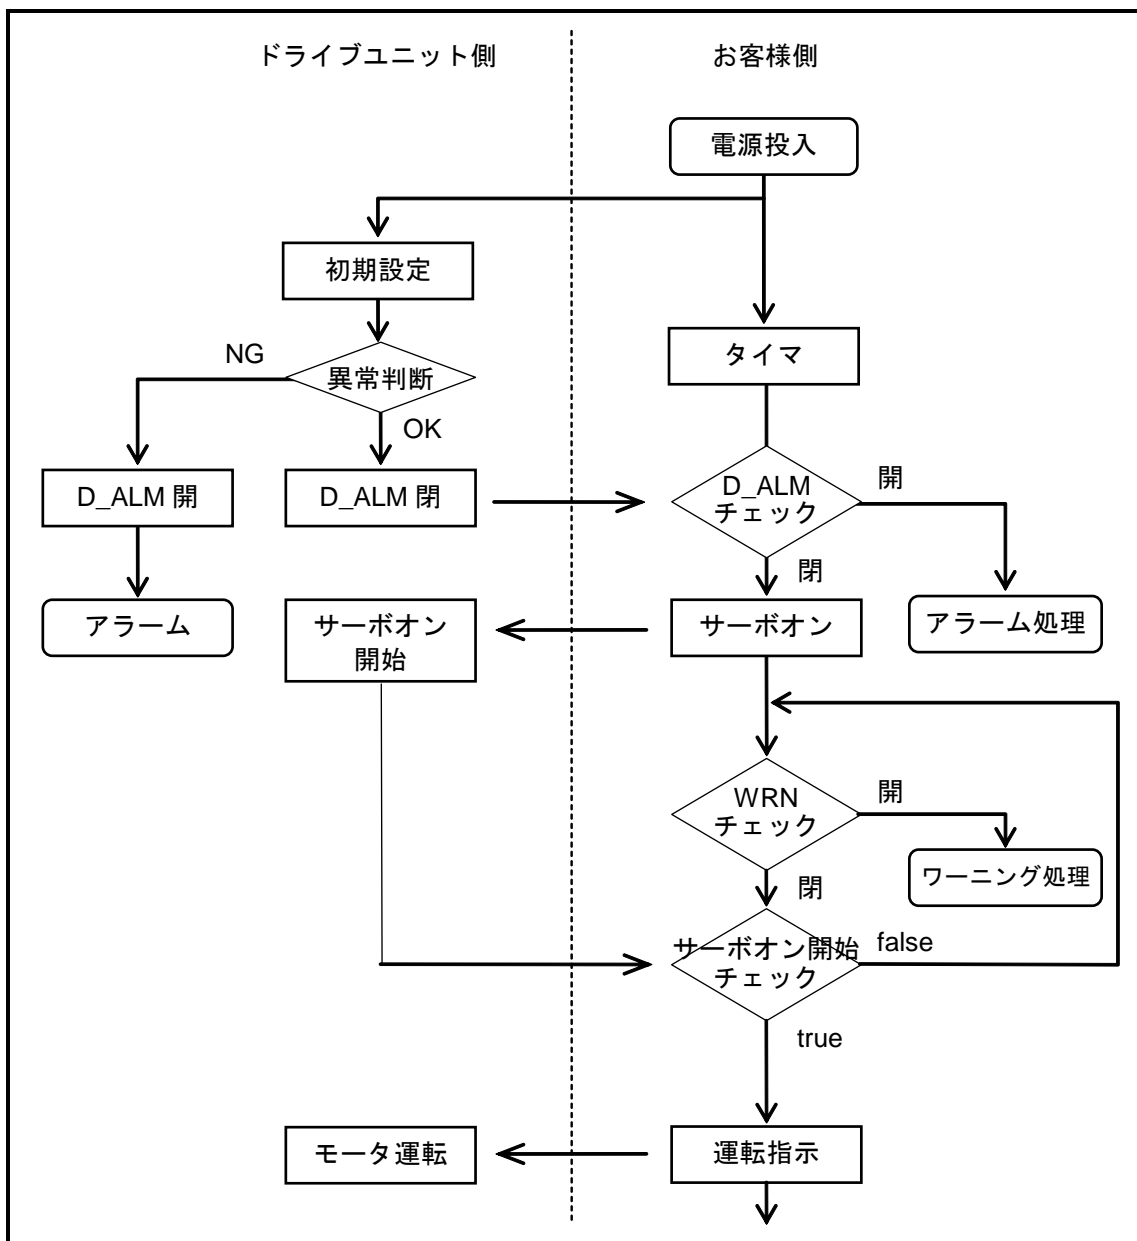 ドライブユニット側
お客様側
電源投入
初期設定
タイマ
NG
異常判断
OK
D_ALM 開
D_ALM 閉
D_ALM
チェック
開
閉
アラーム
サーボオン
開始
サーボオン
アラーム処理
WRN
チェック
開
ワーニング処理
閉
サーボオン開始
チェック
false
true
モータ運転
運転指示